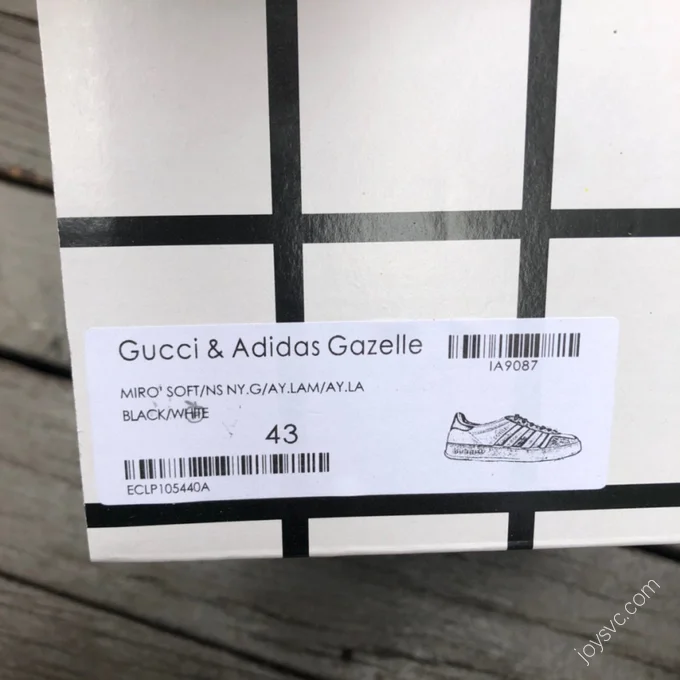 Gucci & Adidas Gazelle
IA9087
MIRO' SOFT/NS NY.G/AY.LAM/AY.LA
BLACK/WHITE
43
ECLP105440A
joysvc.com